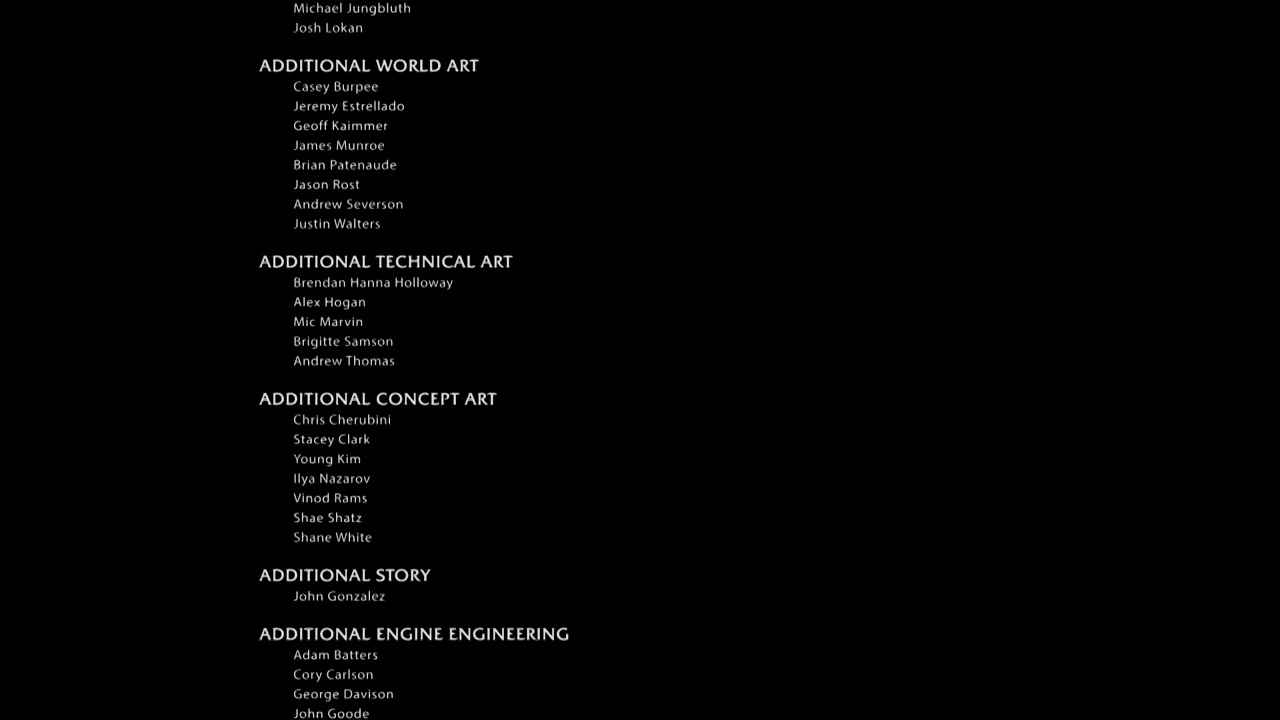 Michael Jungbluth
Josh Lokan
ADDITIONAL WORLD ART
Casey Burpee
Jeremy Estrellado
Geoff Kaimmer
James Munroe
Brian Patenaude
Jason Rost
Andrew Severson
Justin Walters
ADDITIONAL TECHNICAL ART
Brendan Hanna Holloway
Alex Hogan
Mic Marvin
Brigitte Samson
Andrew Thomas
ADDITIONAL CONCEPT ART
Chris Cherubini
Stacey Clark
Young Kim
Ilya Nazarov
Vinod Rams
Shae Shatz
Shane White
ADDITIONAL STORY
John Gonzalez
ADDITIONAL ENGINE ENGINEERING
Adam Batters
Cory Carlson
George Davison
John Goode